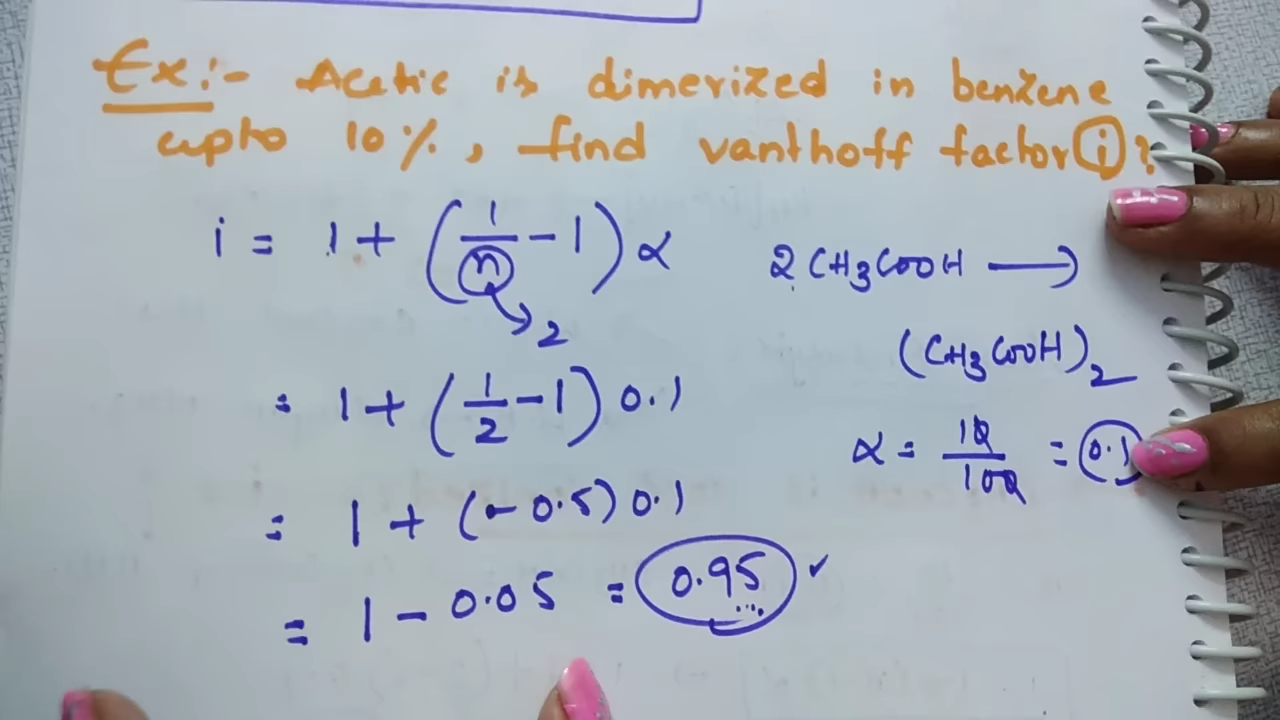 Ex:- Acetic is dimerized in benzene
upto 10%, find vanthoff factor (i)?
i = 1 + (1/n - 1) α
→ 2
= 1 + (1/2 - 1) 0.1
= 1 + (-0.5) 0.1
= 1 - 0.05 = 0.95 ✓
2 CH3COOH →
(CH3COOH)2
α = 10/100 = 0.1